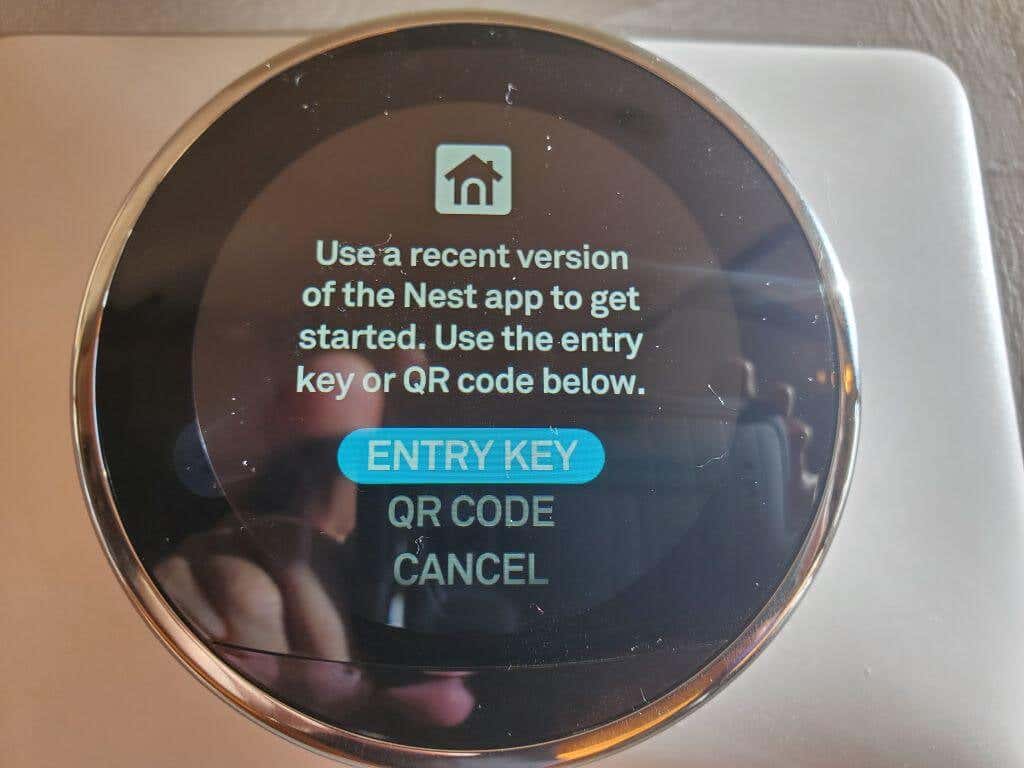 Use a recent version
of the Nest app to get
started. Use the entry
key or QR code below.
ENTRY KEY
QR CODE
CANCEL